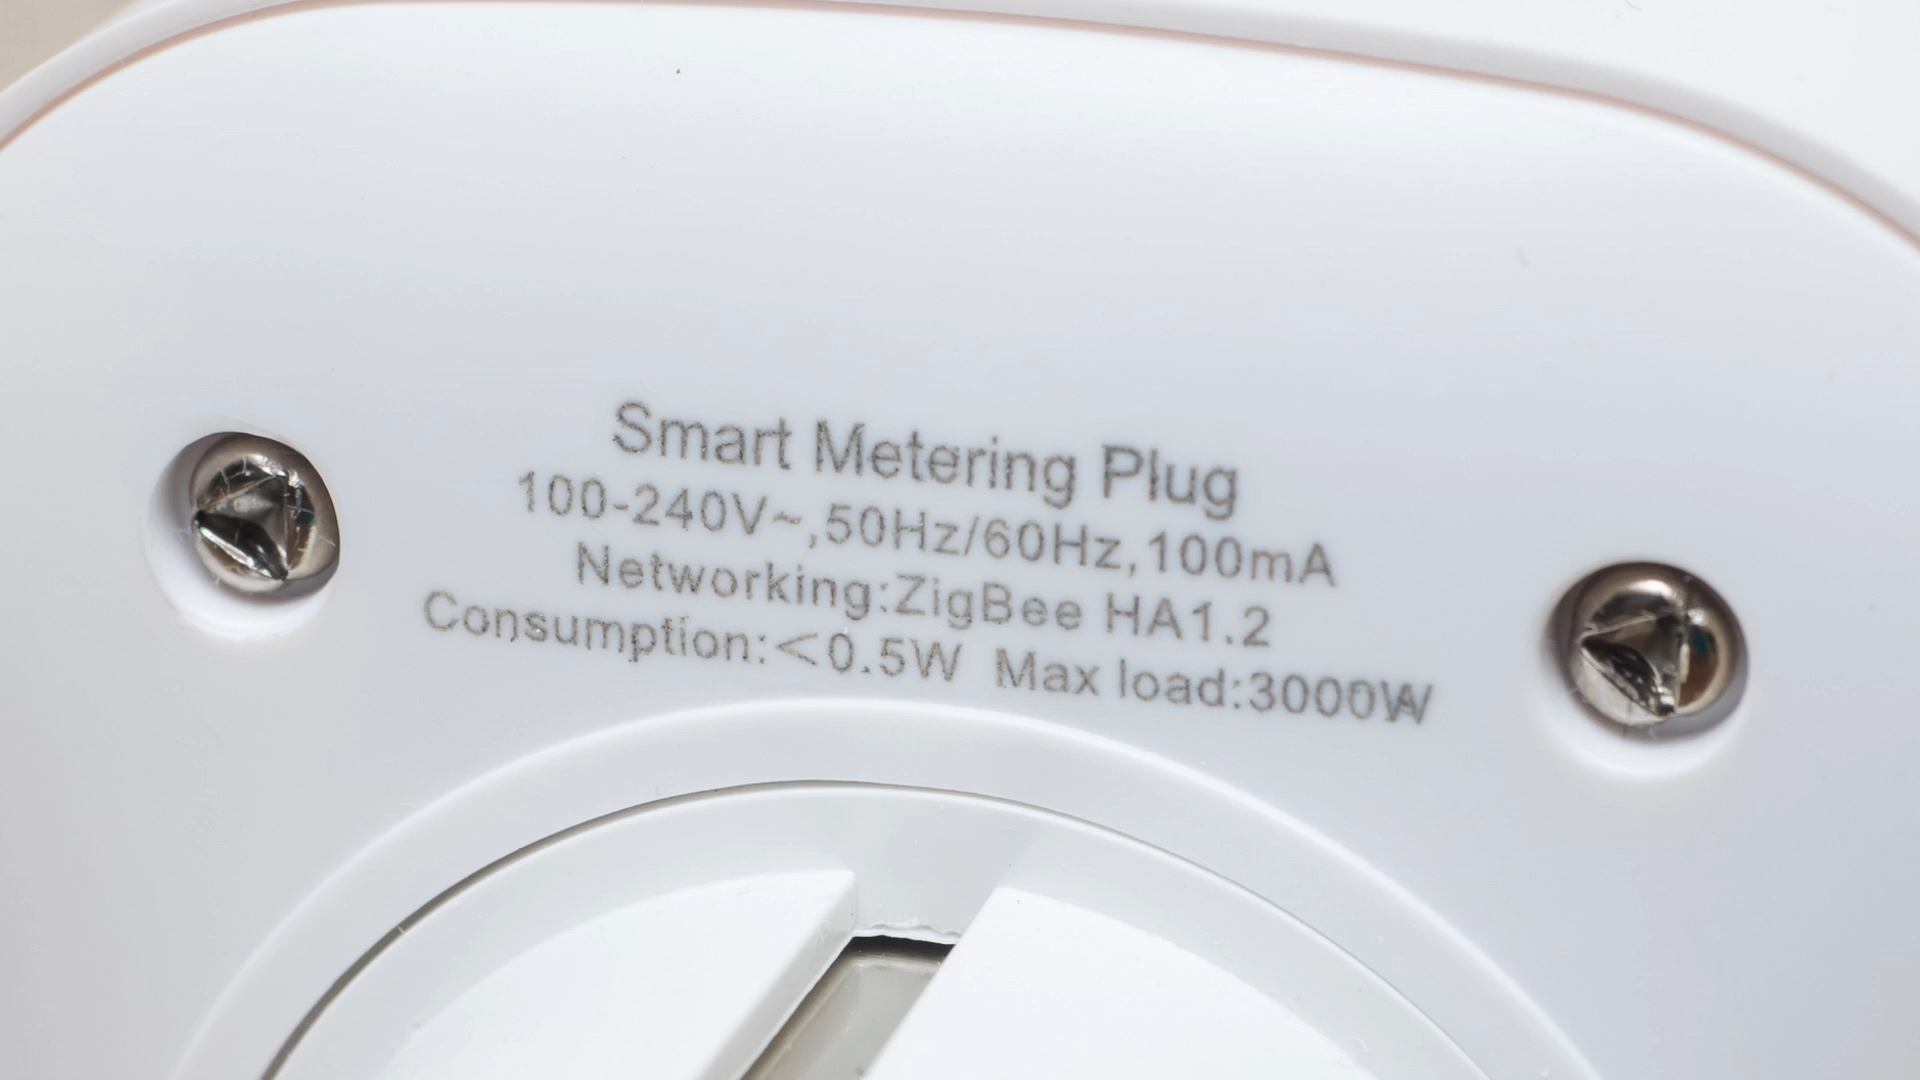 Smart Metering Plug
100-240V~,50Hz/60Hz,100mA
Networking:ZigBee HA1.2
Consumption:<0.5W Max load:3000W